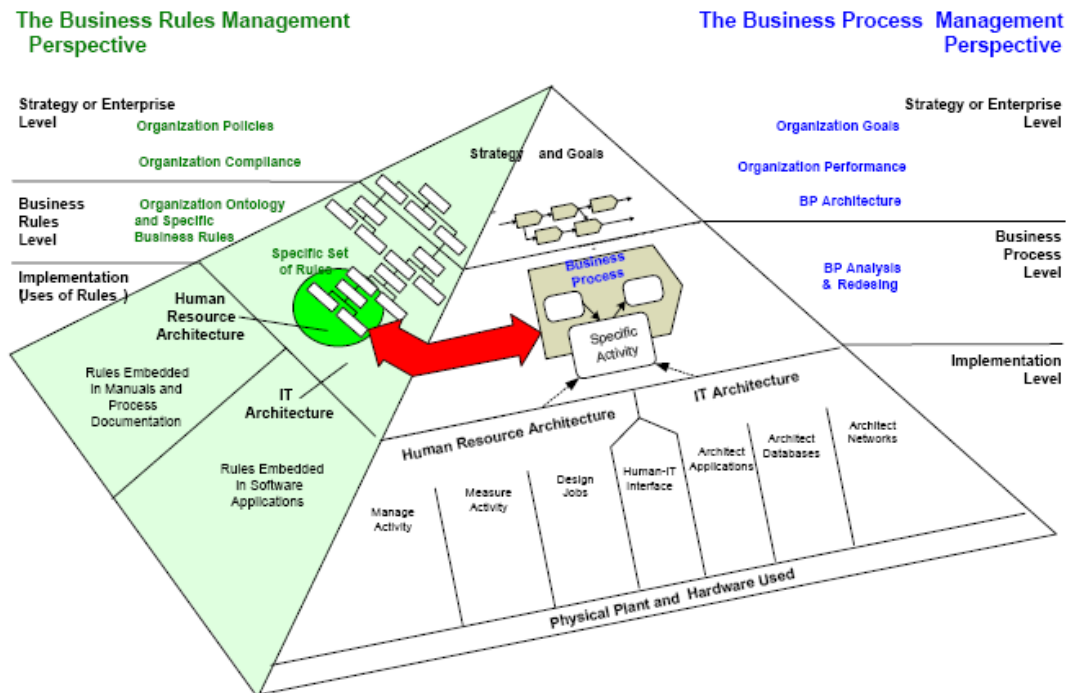 The Business Rules Management
Perspective
The Business Process Management
Perspective
Strategy or Enterprise
Level
Organization Policies
Organization Compliance
Business
Rules
Level
Organization Ontology
and Specific
Business Rules
Implementation
(Uses of Rules )
Specific Set
of Rules
Human
Resource
Architecture
IT
Architecture
Rules Embedded
In Manuals and
Process
Documentation
Rules Embedded
in Software
Applications
Strategy and Goals
Business
Process
Specific
Activity
Human Resource Architecture
IT Architecture
Manage
Activity
Measure
Activity
Design
Jobs
Human-IT
Interface
Architect
Applications
Architect
Databases
Architect
Networks
Physical Plant and Hardware Used
Strategy or Enterprise
Level
Organization Goals
Organization Performance
BP Architecture
Business
Process
Level
BP Analysis
& Redesing
Implementation
Level